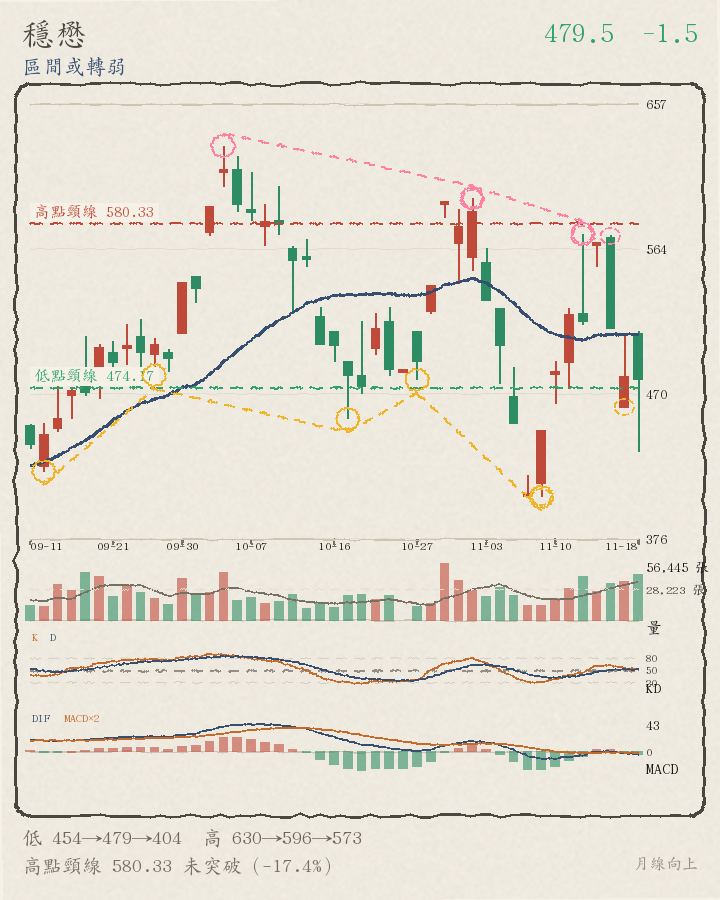 穩懋
479.5 -1.5
區間或轉弱
657
高點頸線 580.33
564
低點頸線 474.17
470
376
09-11 09-21 09-30 10-07 10-16 10-27 11-03 11-10 11-18
56,445 張
28,223 張
量
K D
80
50
20
KD
DIF MACD×2
43
0
MACD
低 454→479→404 高 630→596→573
高點頸線 580.33 未突破 (-17.4%)
月線向上